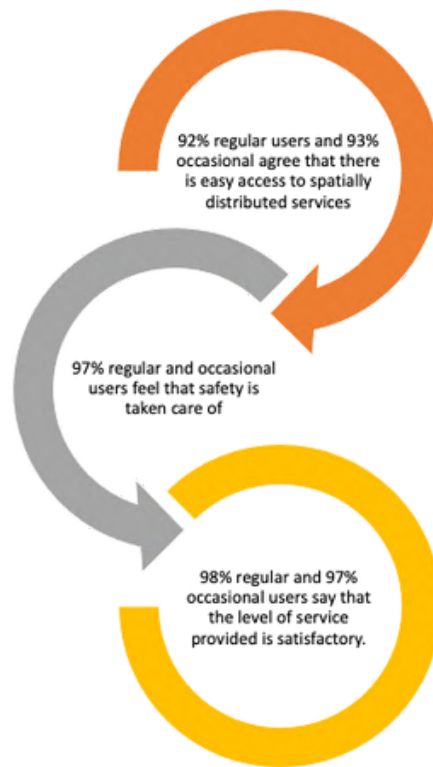 92% regular users and 93%
occasional agree that there
is easy access to spatially
distributed services
97% regular and occasional
users feel that safety is
taken care of
98% regular and 97%
occasional users say that
the level of service
provided is satisfactory.